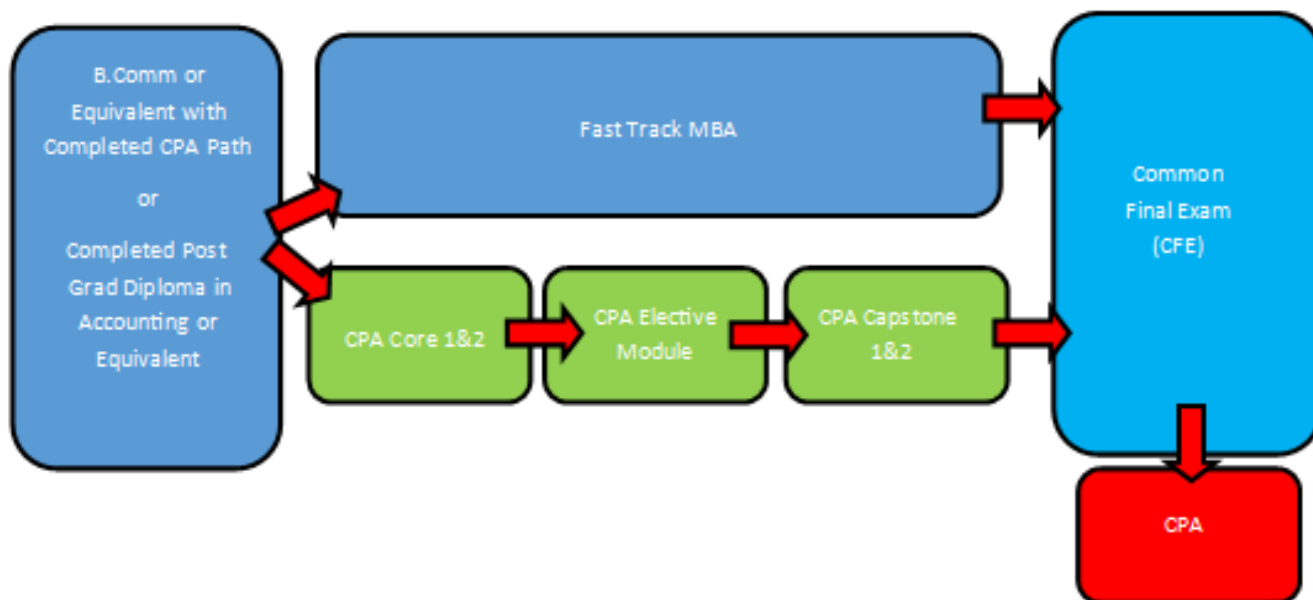 B.Comm or
Equivalent with
Completed CPA Path
or
Completed Post
Grad Diploma in
Accounting or
Equivalent
Fast Track MBA
CPA Core 1&2
CPA Elective
Module
CPA Capstone
1&2
Common
Final Exam
(CFE)
CPA